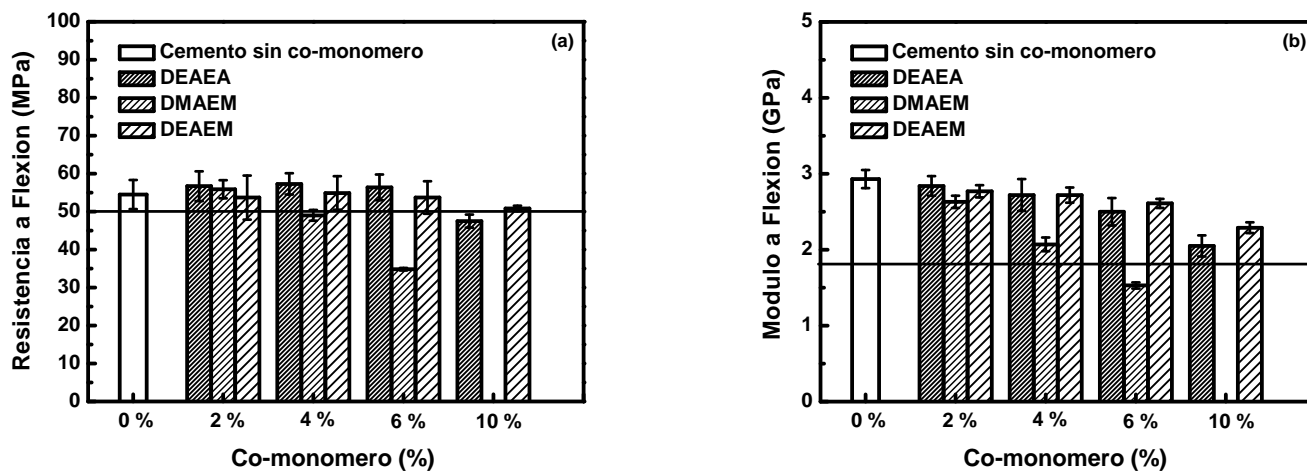 (a)
Cemento sin co-monomero
DEAEA
DMAEM
DEAEM
Resistencia a Flexion (MPa)
100
90
80
70
60
50
40
30
20
10
0
0 %
2 %
4 %
6 %
10 %
Co-monomero (%)
(b)
Cemento sin co-monomero
DEAEA
DMAEM
DEAEM
Modulo a Flexion (GPa)
5
4
3
2
1
0
0 %
2 %
4 %
6 %
10 %
Co-monomero (%)